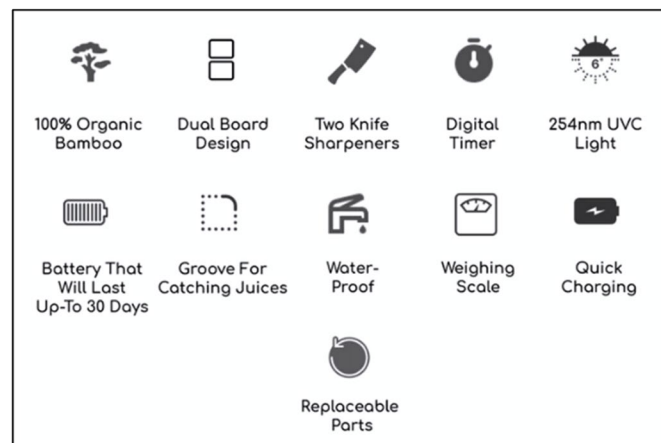 6°
100% Organic
Bamboo
Dual Board
Design
Two Knife
Sharpeners
Digital
Timer
254nm UVC
Light
Battery That
Will Last
Up-To 30 Days
Groove For
Catching Juices
Water-
Proof
Weighing
Scale
Quick
Charging
Replaceable
Parts